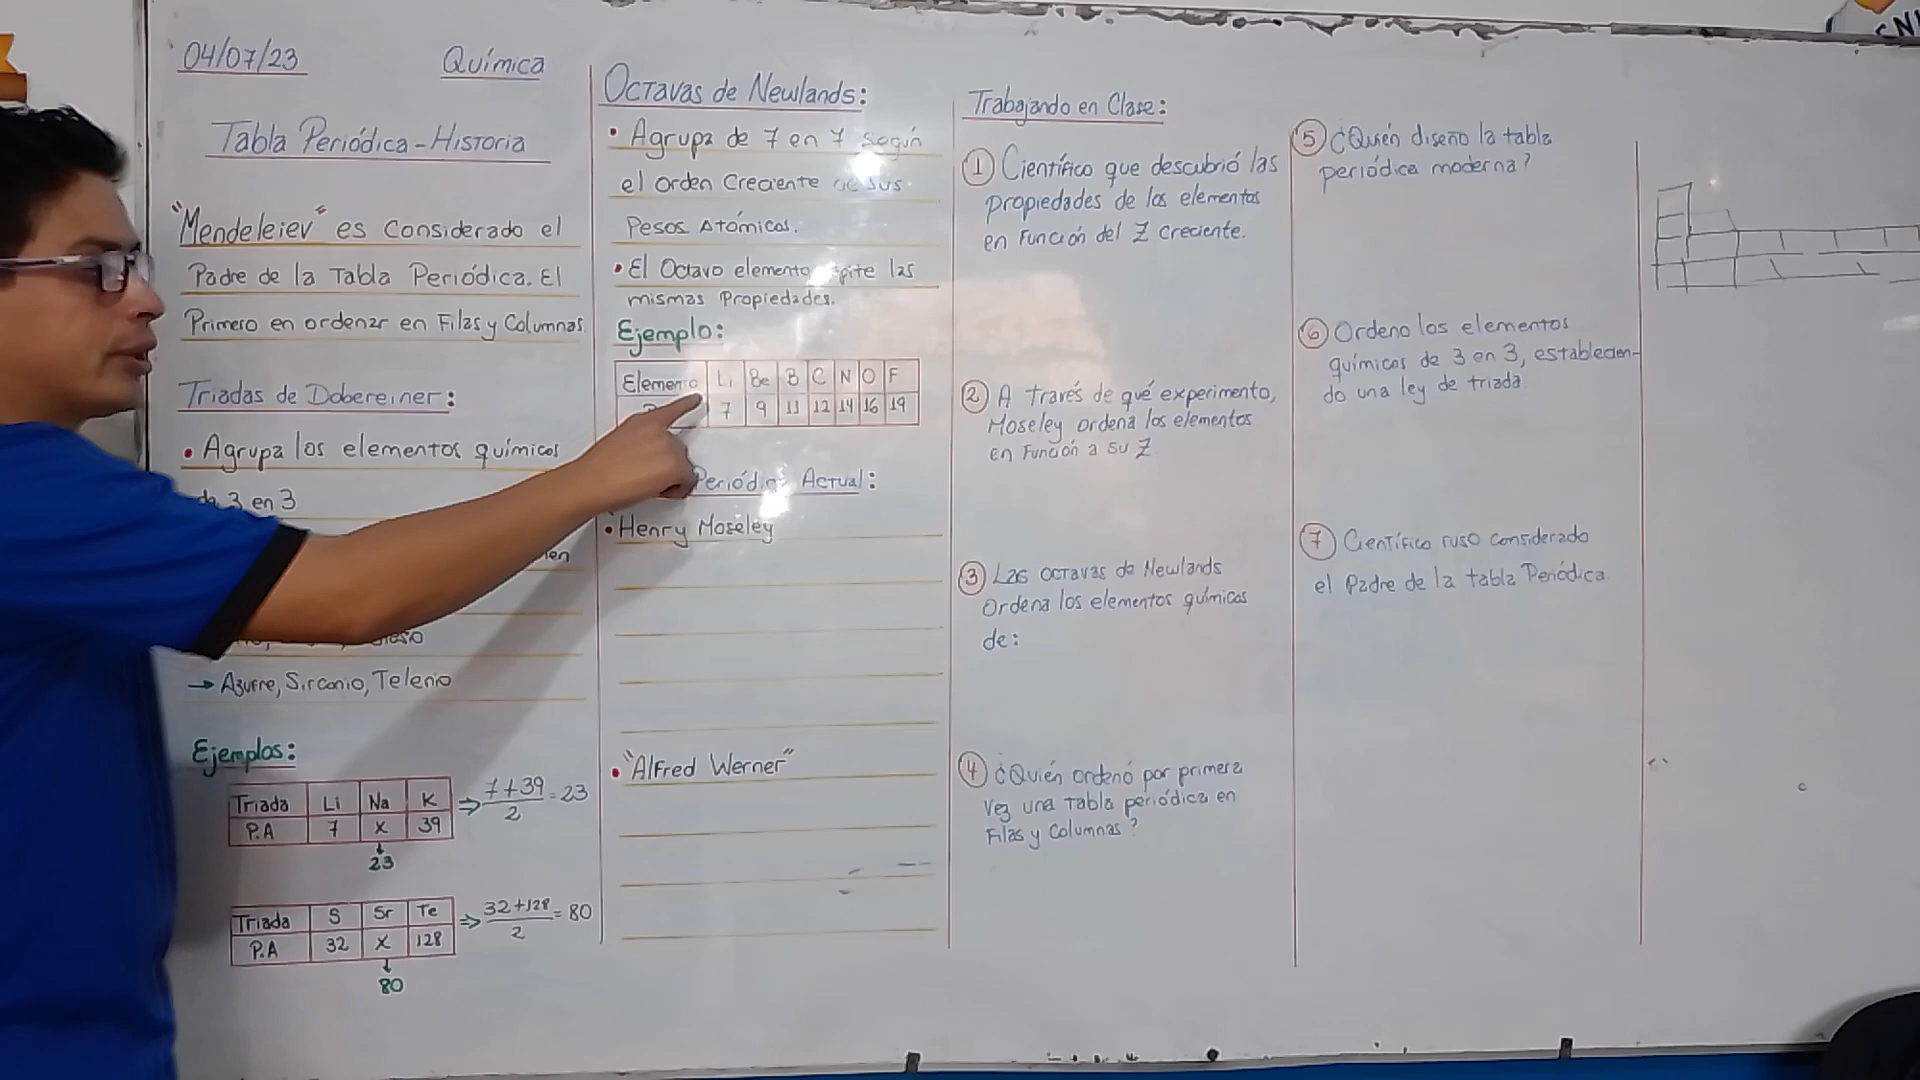 04/07/23
Química
Tabla Periódica - Historia
"Mendeleiev" es Considerado el
Padre de la Tabla Periódica. El
Primero en ordenar en Filas y Columnas
Triadas de Dobereiner:
• Agrupa los elementos químicos
de 3 en 3
→ Azufre, Sirconio, Telenio
Ejemplos:
Triada Li Na K
P.A 7 X 39
⇒ 7+39/2 = 23
23
Triada S Sr Te
P.A 32 X 128
⇒ 32+128/2 = 80
80
Octavas de Newlands:
• Agrupa de 7 en 7 según
el Orden Creciente de sus
Pesos Atómicos.
• El Octavo elemento las
mismas Propiedades.
Ejemplo:
Elemento Li Be B C N O F
7 9 11 12 14 16 19
Periódica Actual:
• "Henry Moseley
• "Alfred Werner"
Trabajando en Clase:
1 Científico que descubrió las
propiedades de los elementos
en Función del Z creciente.
2 A través de qué experimento,
Moseley ordena los elementos
en Función a su Z
3 Las octavas de Newlands
Ordena los elementos químicos
de:
4 ¿Quién ordenó por primera
vez una tabla periódica en
Filas y Columnas?
5 ¿Quién diseño la tabla
periódica moderna?
6 Ordeno los elementos
químicos de 3 en 3, establecien-
do una ley de triada
7 Científico ruso considerado
el Padre de la tabla Periódica